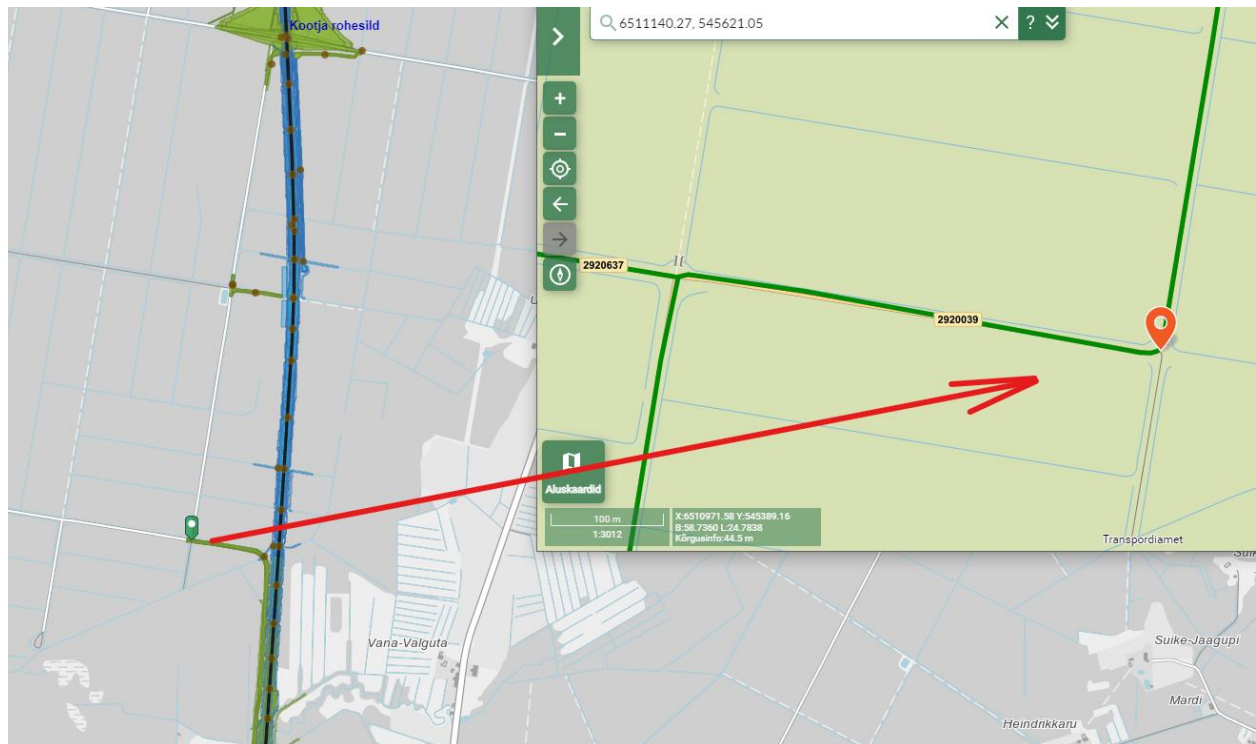 Kootja rohesild
6511140.27, 545621.05
?
2920637
2920039
Aluskaardid
100 m
1:3012
X:6510971.58 Y:545389.16
B:58.7360 L:24.7838
Kõrgusinfo:44.5 m
Transpordiamet
Vana-Valguta
Suike-Jaagupi
Mardi
Heindrikkaru